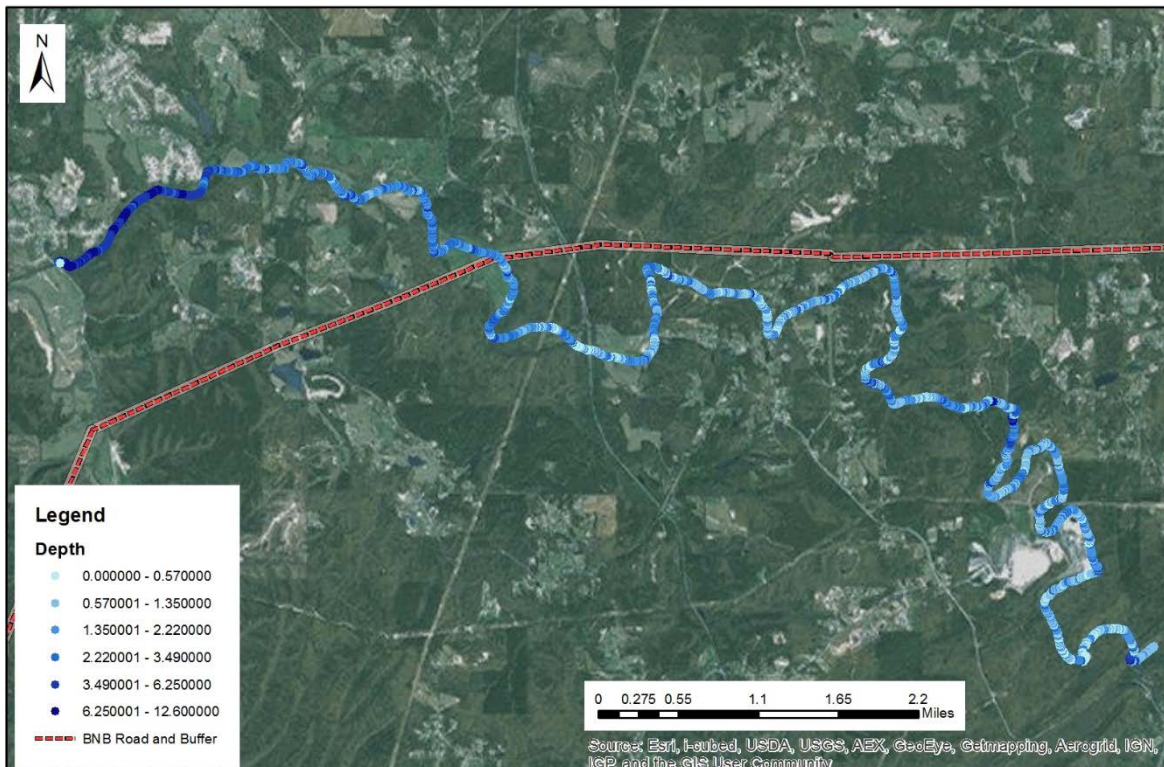 N
Legend
Depth
0.000000 - 0.570000
0.570001 - 1.350000
1.350001 - 2.220000
2.220001 - 3.490000
3.490001 - 6.250000
6.250001 - 12.600000
BNB Road and Buffer
0 0.275 0.55 1.1 1.65 2.2
Miles
Source: Esri, i-cubed, USDA, USGS, AEX, GeoEye, Getmapping, Aerogrid, IGN,
IGP, and the GIS User Community